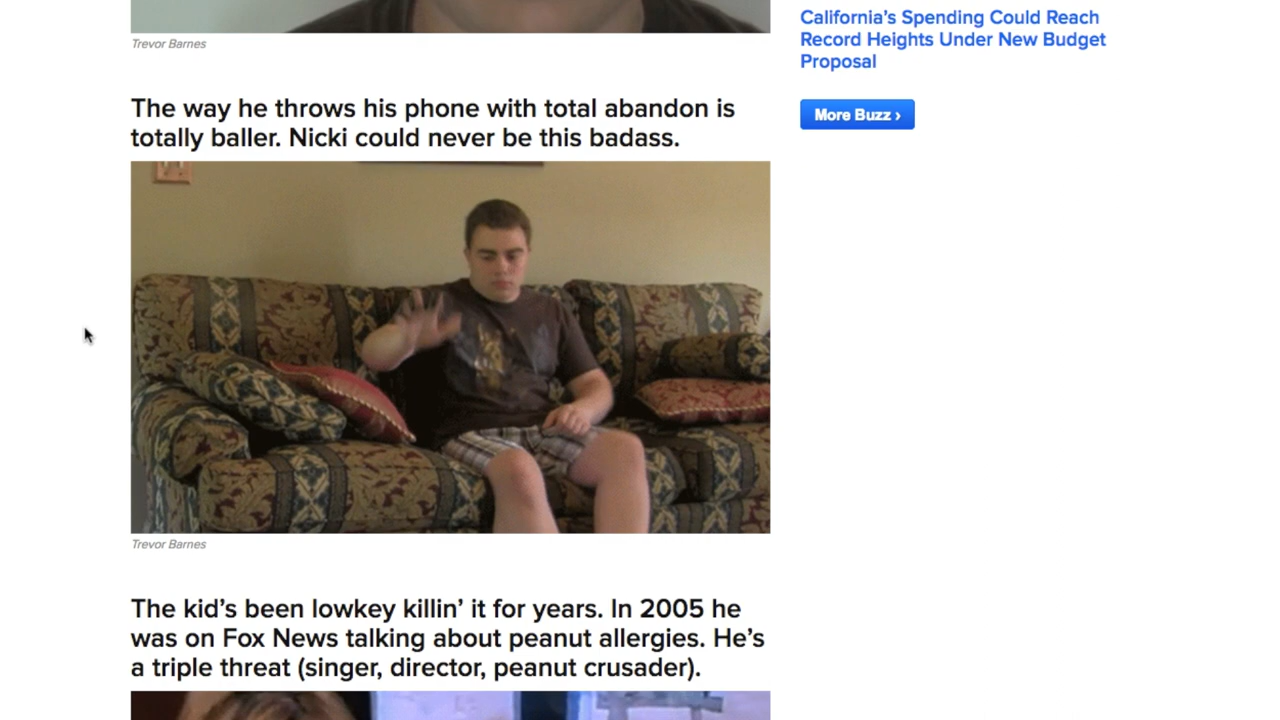 California’s Spending Could Reach
Record Heights Under New Budget
Proposal
More Buzz ›
Trevor Barnes
The way he throws his phone with total abandon is
totally baller. Nicki could never be this badass.
Trevor Barnes
The kid’s been lowkey killin’ it for years. In 2005 he
was on Fox News talking about peanut allergies. He’s
a triple threat (singer, director, peanut crusader).